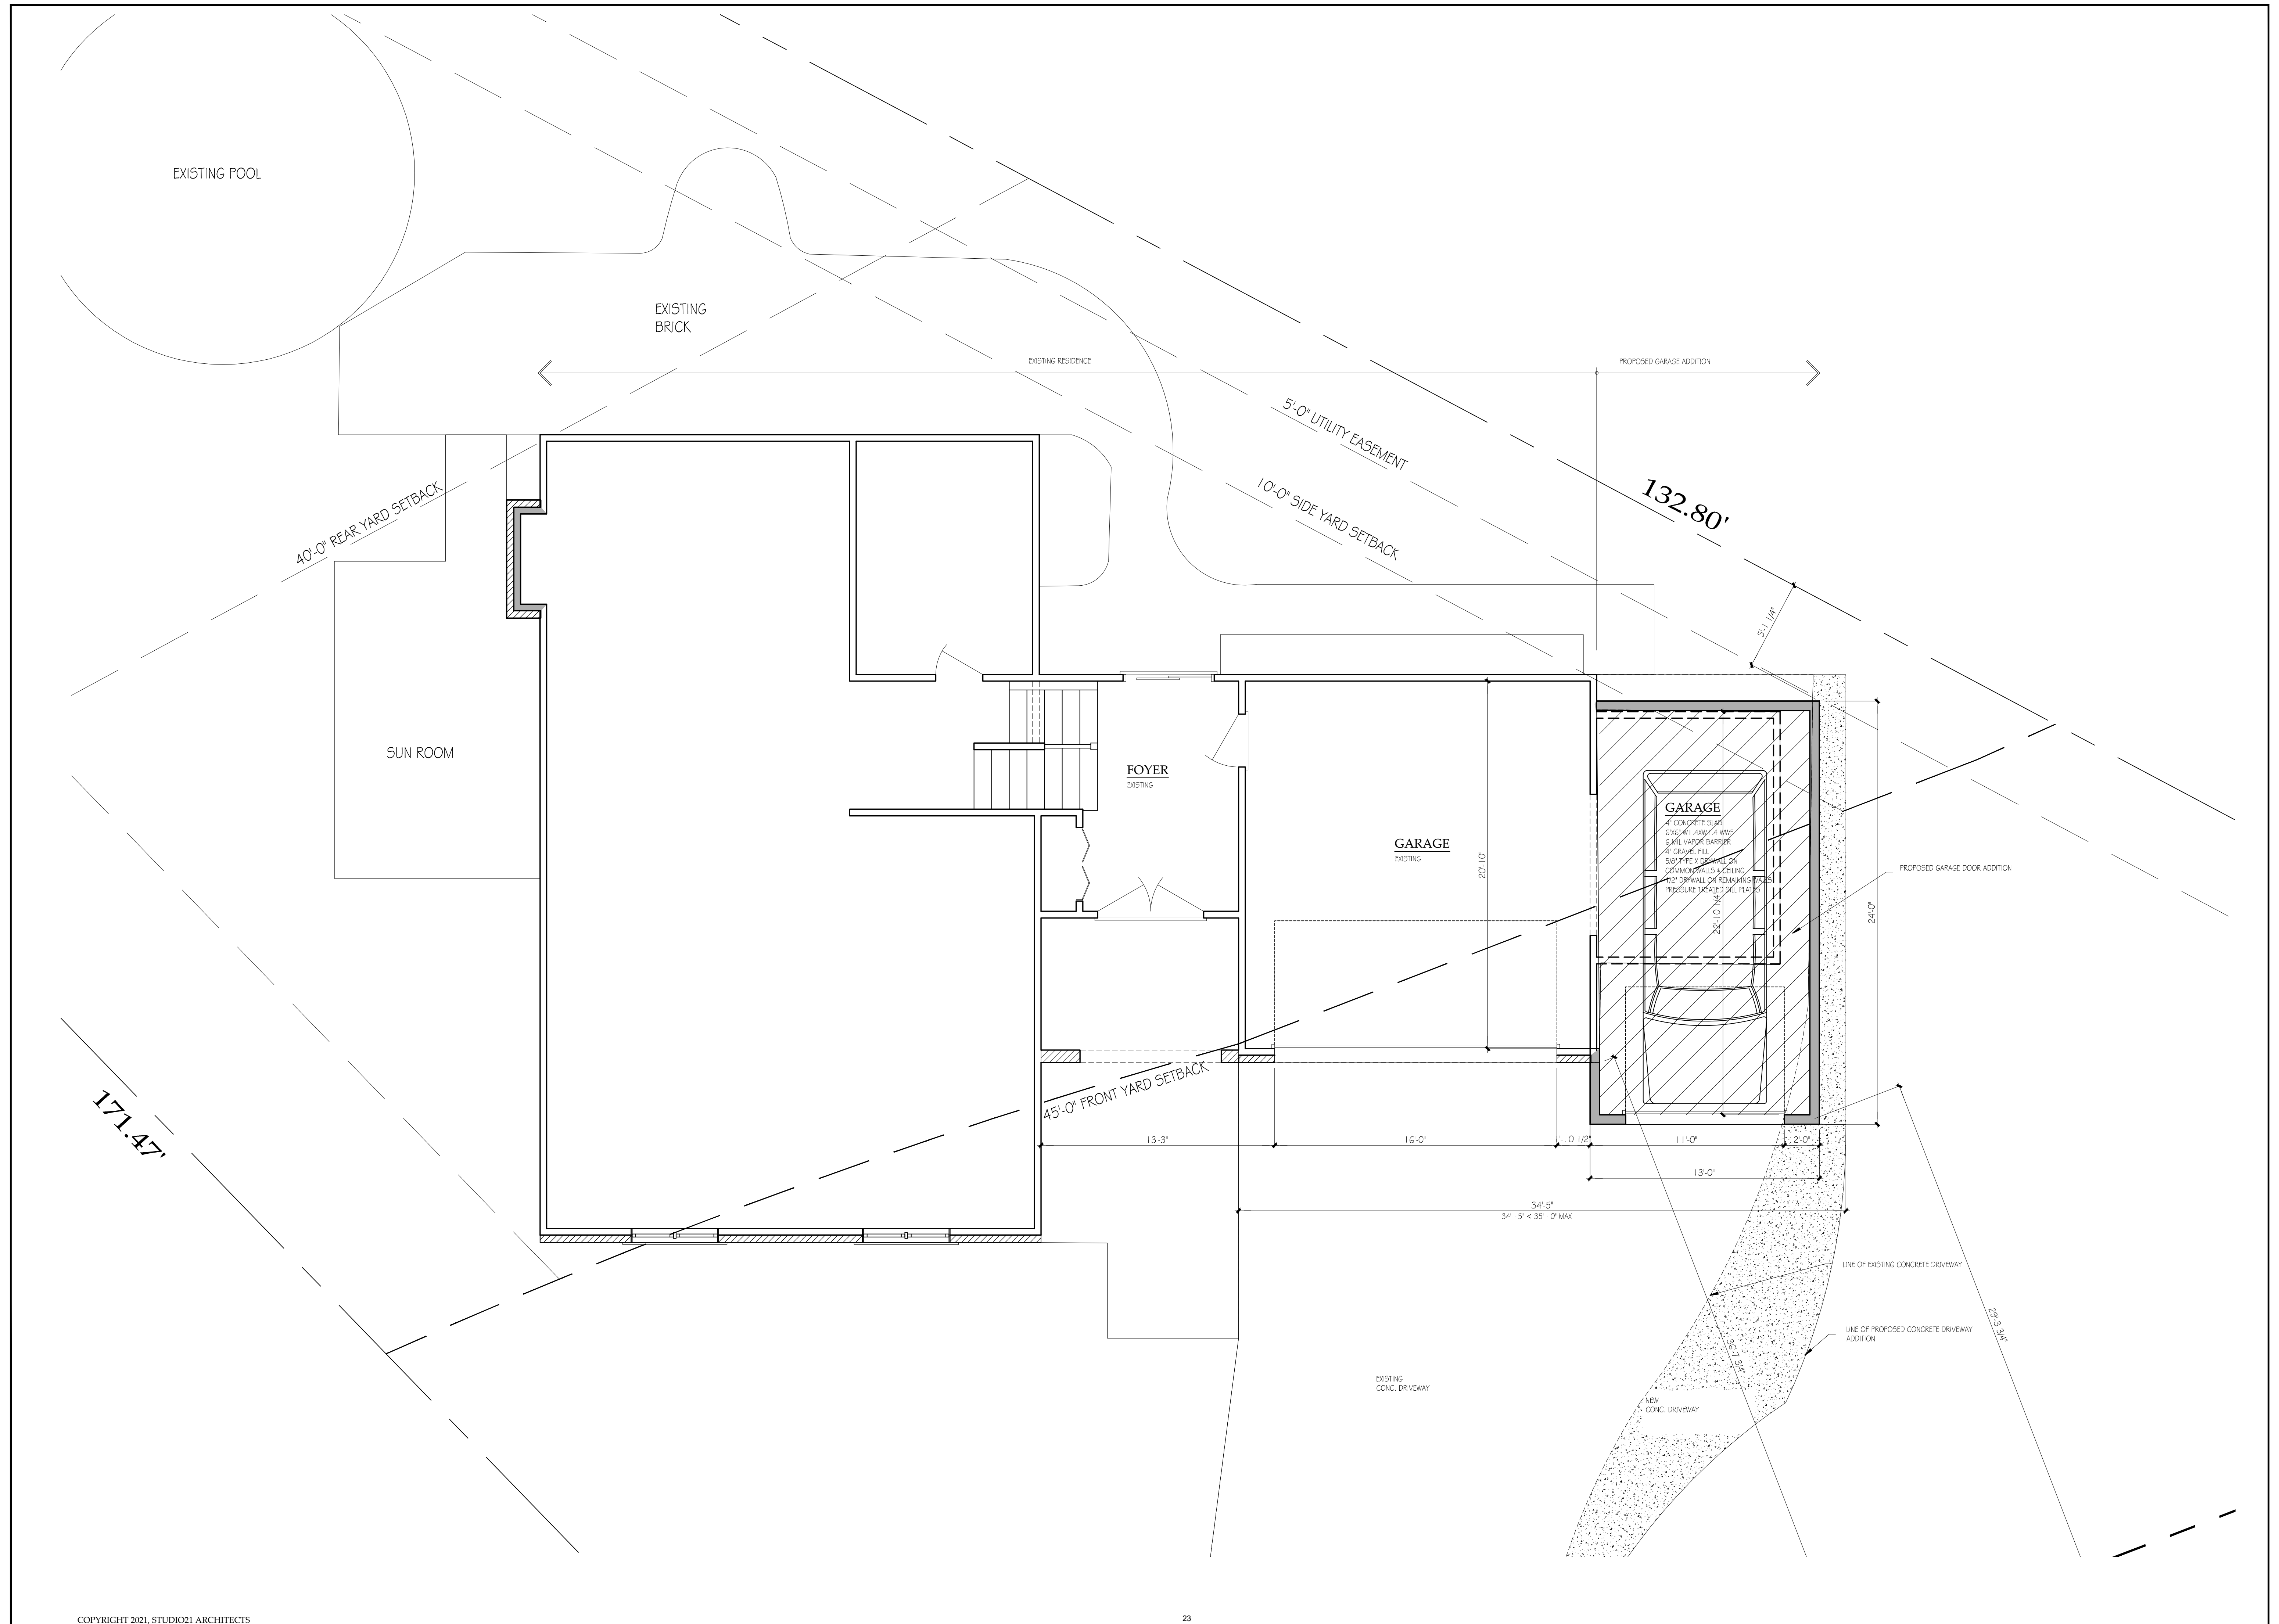 EXISTING POOL
EXISTING
BRICK
EXISTING RESIDENCE
PROPOSED GARAGE ADDITION
5'-0" UTILITY EASEMENT
10'-0" SIDE YARD SETBACK
132.80'
40'-0" REAR YARD SETBACK
5'-1 1/4"
SUN ROOM
FOYER
EXISTING
GARAGE
EXISTING
20'-10"
GARAGE
4" CONCRETE SLAB
6"X6" W1.4XW1.4 WWF
6 MIL VAPOR BARRIER
4" GRAVEL FILL
5/8" TYPE X DRYWALL ON
COMMON WALLS & CEILING
1/2" DRYWALL ON REMAINING WALLS
PRESSURE TREATED SILL PLATES
22'-10 1/4"
PROPOSED GARAGE DOOR ADDITION
24'-0"
45'-0" FRONT YARD SETBACK
171.47'
13'-3"
16'-0"
'-10 1/2"
11'-0"
2'-0"
13'-0"
34'-5"
34' - 5" < 35' - 0" MAX
LINE OF EXISTING CONCRETE DRIVEWAY
29'-3 3/4"
LINE OF PROPOSED CONCRETE DRIVEWAY
ADDITION
36'-7 3/4"
EXISTING
CONC. DRIVEWAY
NEW
CONC. DRIVEWAY
COPYRIGHT 2021, STUDIO21 ARCHITECTS
23